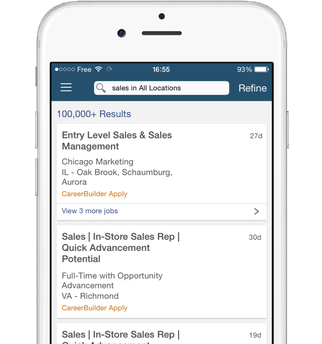 Free 16:55 93%
sales in All Locations Refine
100,000+ Results
Entry Level Sales & Sales 27d
Management
Chicago Marketing
IL - Oak Brook, Schaumburg,
Aurora
CareerBuilder Apply
View 3 more jobs
Sales | In-Store Sales Rep | 30d
Quick Advancement
Potential
Full-Time with Opportunity
Advancement
VA - Richmond
CareerBuilder Apply
Sales | In-Store Sales Rep | 19d
Quick Advancement